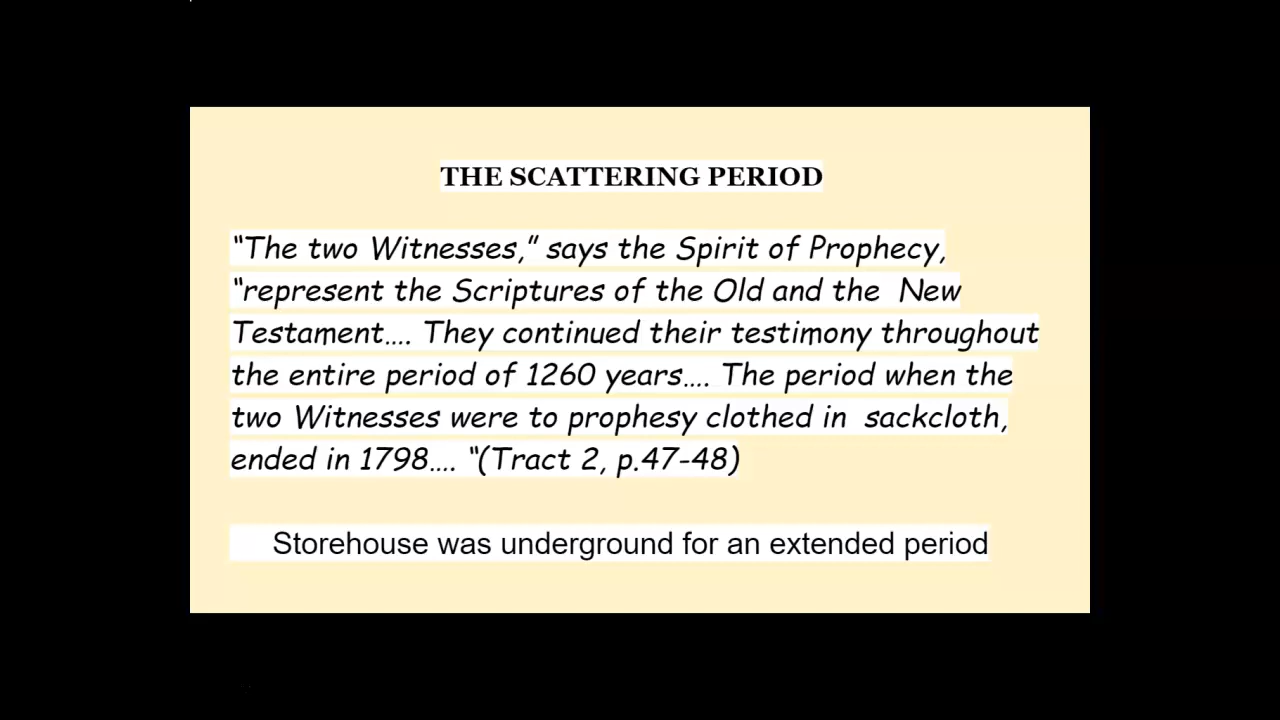 THE SCATTERING PERIOD
“The two Witnesses,” says the Spirit of Prophecy,
“represent the Scriptures of the Old and the  New
Testament…. They continued their testimony throughout
the entire period of 1260 years…. The period when the
two Witnesses were to prophesy clothed in  sackcloth,
ended in 1798…. “(Tract 2, p.47-48)
Storehouse was underground for an extended period